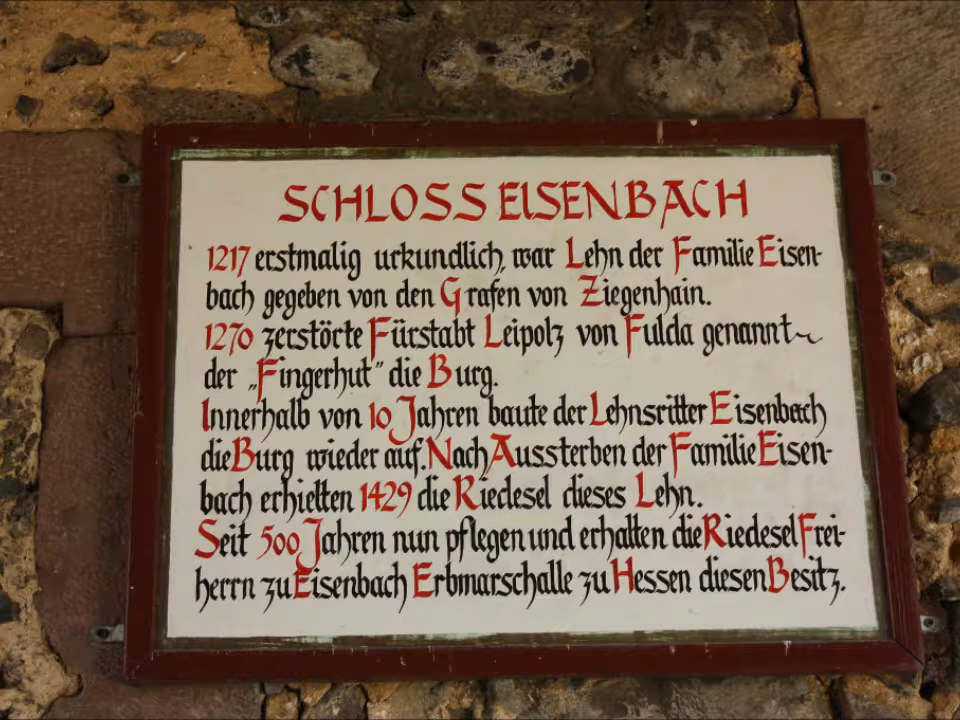 SCHLOSS EISENBACH
1217 erstmalig urkundlich, war Lehn der Familie Eisen-
bach gegeben von den Grafen von Ziegenhain.
1270 zerstörte Fürstabt Leipolz von Fulda genannt~
der „Fingerhut" die Burg.
Innerhalb von 10 Jahren baute der Lehnsritter Eisenbach
die Burg wieder auf. Nach Aussterben der Familie Eisen-
bach erhielten 1429 die Riedesel dieses Lehn.
Seit 500 Jahren nun pflegen und erhalten die Riedesel Frei-
herrn zu Eisenbach Erbmarschalle zu Hessen diesen Besitz.